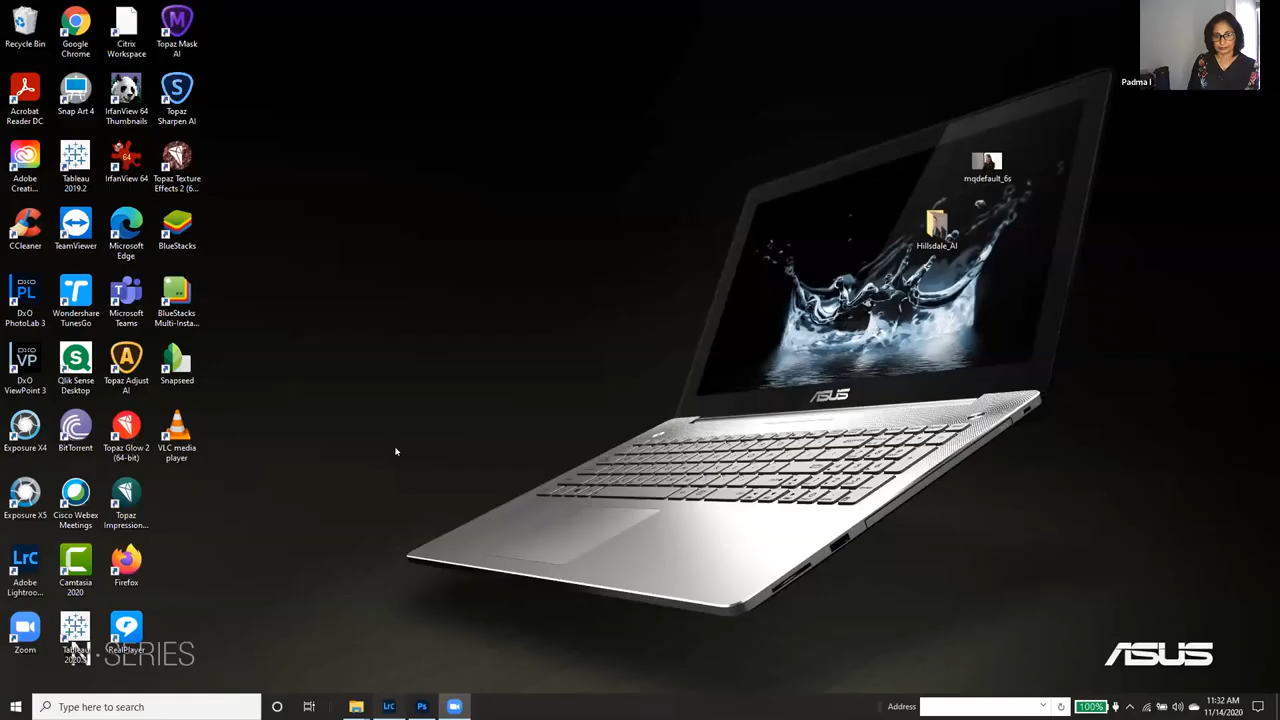 Recycle Bin
Google
Chrome
Citrix
Workspace
Topaz Mask
AI
Acrobat
Reader DC
Snap Art 4
IrfanView 64
Thumbnails
Topaz
Sharpen AI
Adobe
Creati...
Tableau
2019.2
64
IrfanView 64
Topaz Texture
Effects 2 (6...
CCleaner
TeamViewer
Microsoft
Edge
BlueStacks
DxO
PhotoLab 3
Wondershare
TunesGo
Microsoft
Teams
BlueStacks
Multi-Insta...
DxO
ViewPoint 3
Qlik Sense
Desktop
Topaz Adjust
AI
Snapseed
Exposure X4
BitTorrent
Topaz Glow 2
(64-bit)
VLC media
player
Exposure X5
Cisco Webex
Meetings
Topaz
Impression...
LrC
Adobe
Lightroo...
Camtasia
2020
Firefox
Zoom
RealPlayer
N·SERIES
mqdefault_6s
Hillsdale_AI
ASUS
ASUS
Type here to search
LrC
Ps
Address
100%
11:32 AM
11/14/2020